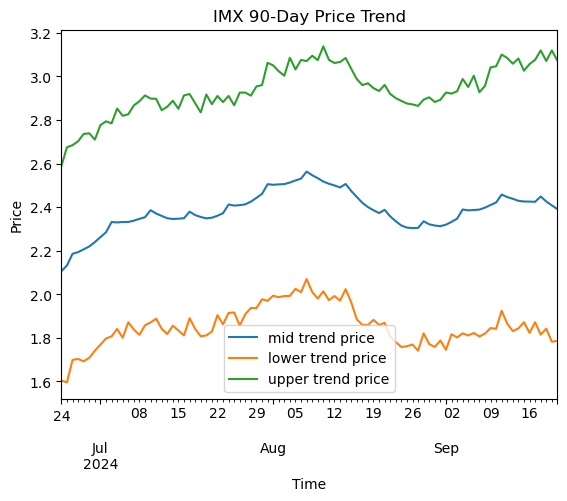 IMX 90-Day Price Trend
3.2
3.0
2.8
2.6
2.4
2.2
2.0
1.8
1.6
Price
mid trend price
lower trend price
upper trend price
24 08 15 22 29 05 12 19 26 02 09 16
Jul Aug Sep
2024
Time